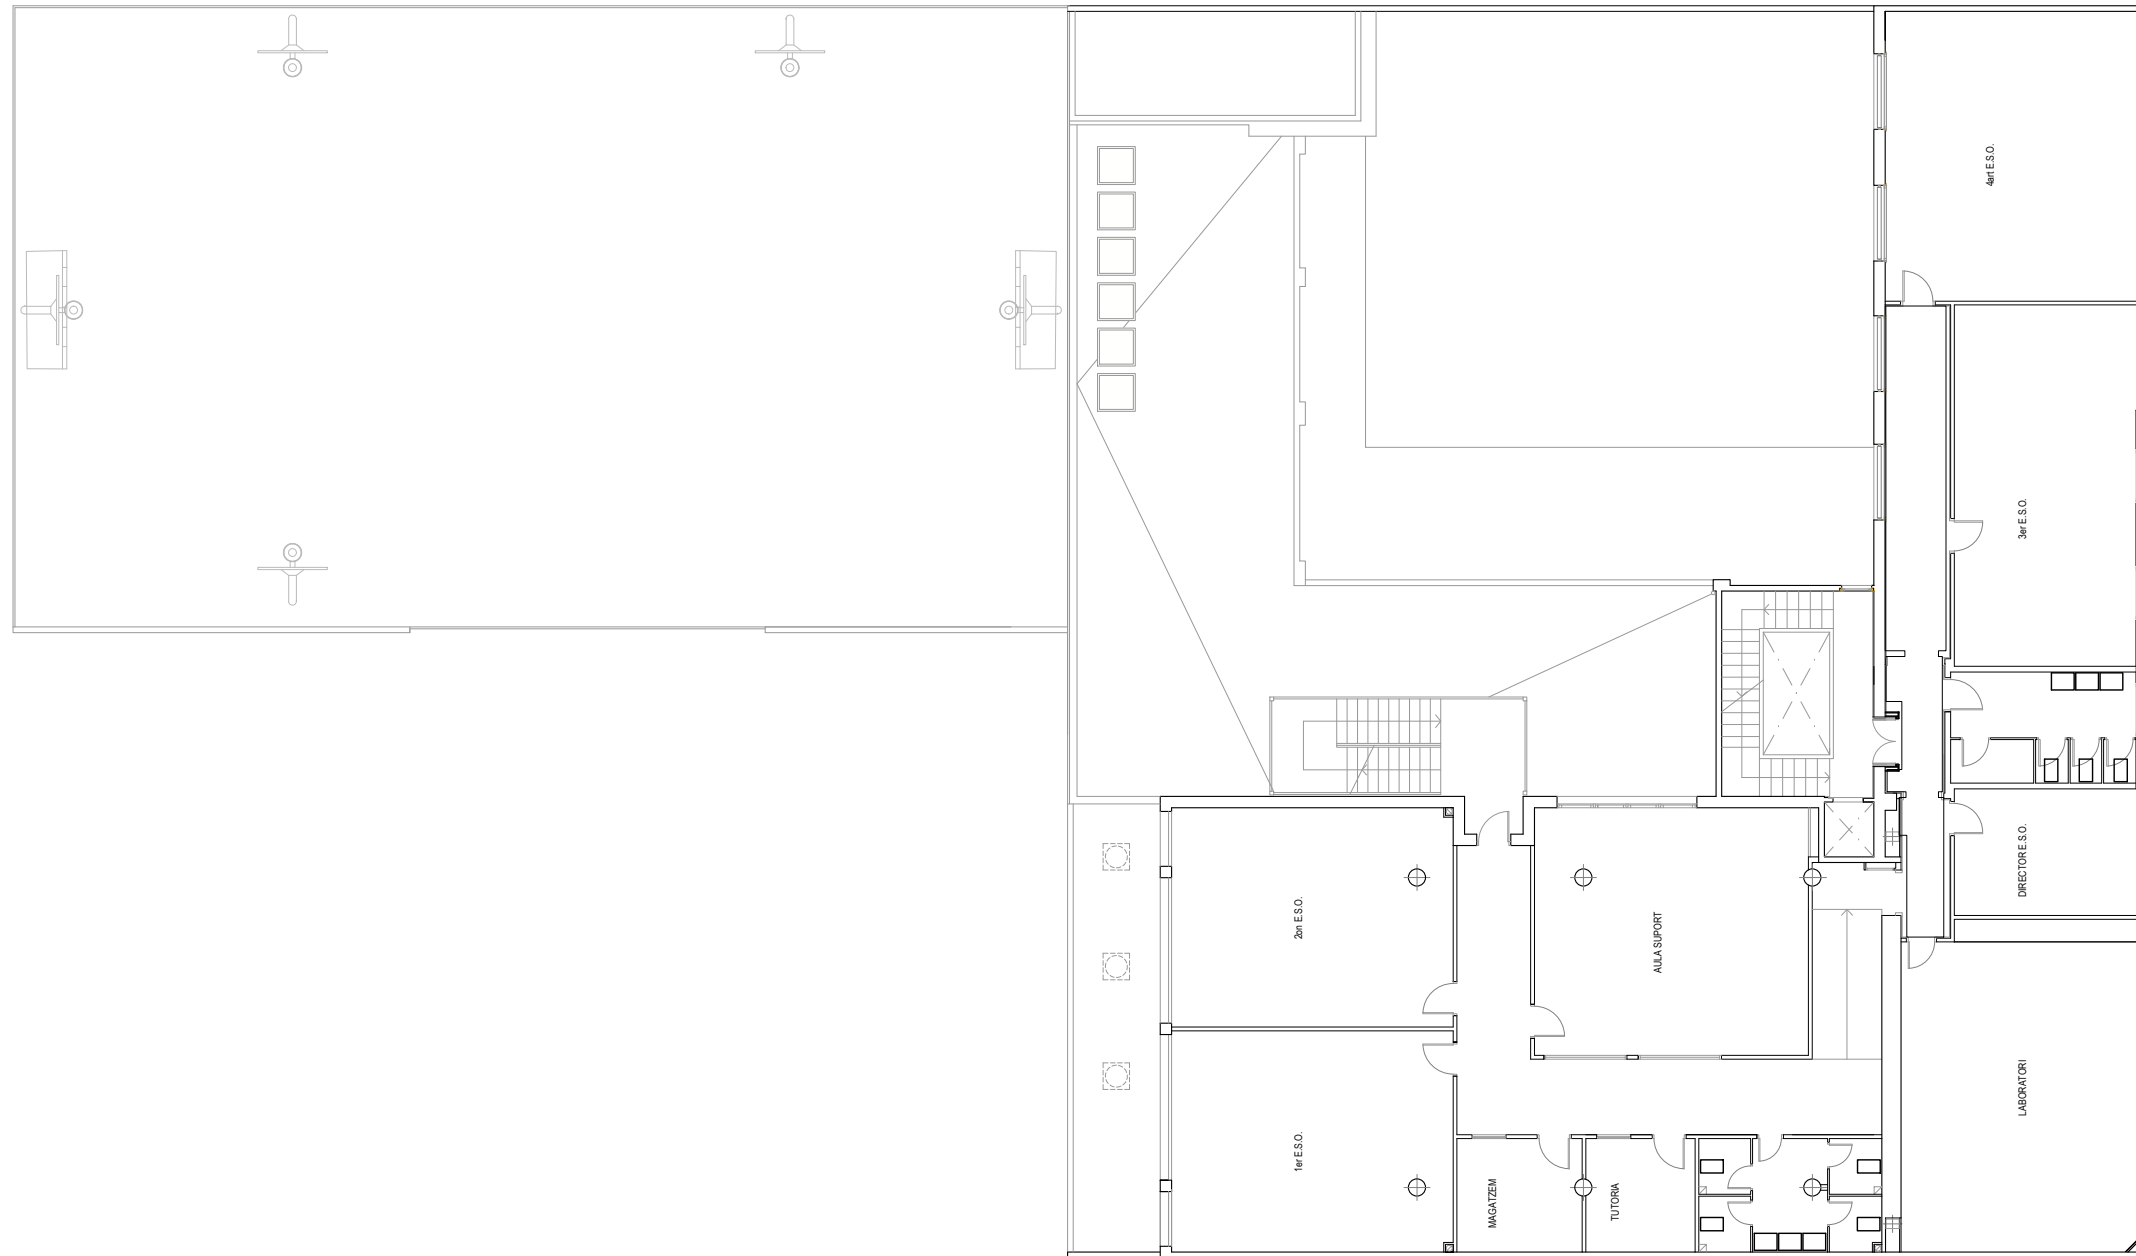 4art E.S.O.
3er E.S.O.
DIRECTOR E.S.O.
2on E.S.O.
AULA SUPORT
LABORATORI
1er E.S.O.
MAGATZEM
TUTORIA